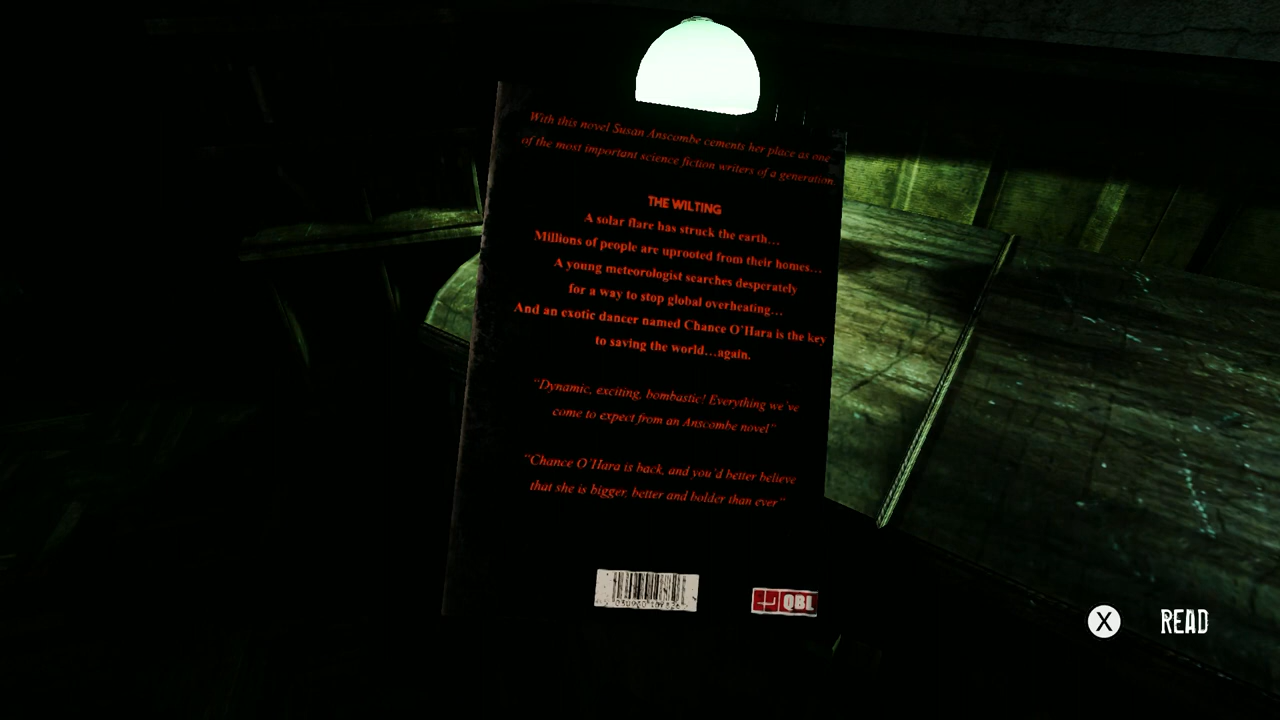 With this novel Susan Anscombe cements her place as one
of the most important science fiction writers of a generation.
THE WILTING
A solar flare has struck the earth...
Millions of people are uprooted from their homes...
A young meteorologist searches desperately
for a way to stop global overheating...
And an exotic dancer named Chance O'Hara is the key
to saving the world...again.
"Dynamic, exciting, bombastic! Everything we've
come to expect from an Anscombe novel"
"Chance O'Hara is back, and you'd better believe
that she is bigger, better and bolder than ever"
QBL
X READ